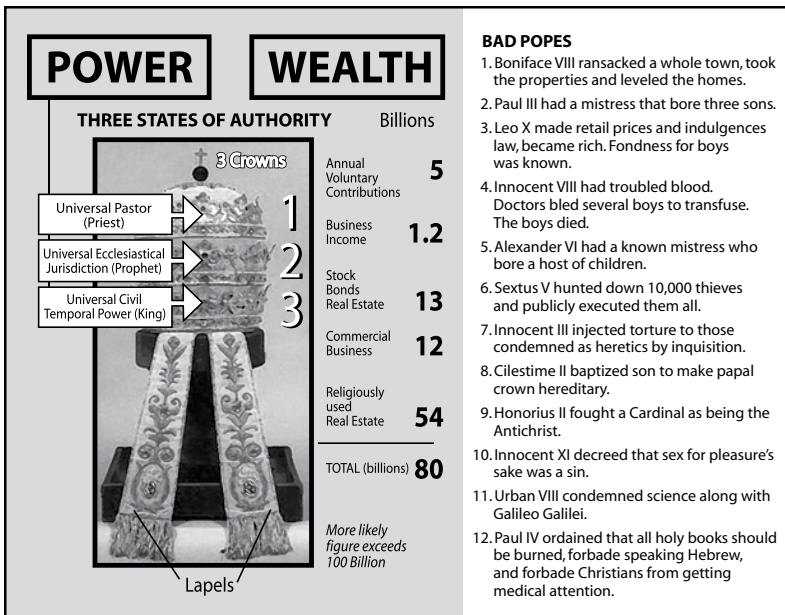 POWER
WEALTH
THREE STATES OF AUTHORITY
3 Crowns
Universal Pastor
(Priest)
1
Universal Ecclesiastical
Jurisdiction (Prophet)
2
Universal Civil
Temporal Power (King)
3
Lapels
Billions
Annual
Voluntary
Contributions
5
Business
Income
1.2
Stock
Bonds
Real Estate
13
Commercial
Business
12
Religiously
used
Real Estate
54
TOTAL (billions) 80
More likely
figure exceeds
100 Billion
BAD POPES
1. Boniface VIII ransacked a whole town, took
the properties and leveled the homes.
2. Paul III had a mistress that bore three sons.
3. Leo X made retail prices and indulgences
law, became rich. Fondness for boys
was known.
4. Innocent VIII had troubled blood.
Doctors bled several boys to transfuse.
The boys died.
5. Alexander VI had a known mistress who
bore a host of children.
6. Sextus V hunted down 10,000 thieves
and publicly executed them all.
7. Innocent III injected torture to those
condemned as heretics by inquisition.
8. Cilestime II baptized son to make papal
crown hereditary.
9. Honorius II fought a Cardinal as being the
Antichrist.
10. Innocent XI decreed that sex for pleasure's
sake was a sin.
11. Urban VIII condemned science along with
Galileo Galilei.
12. Paul IV ordained that all holy books should
be burned, forbade speaking Hebrew,
and forbade Christians from getting
medical attention.